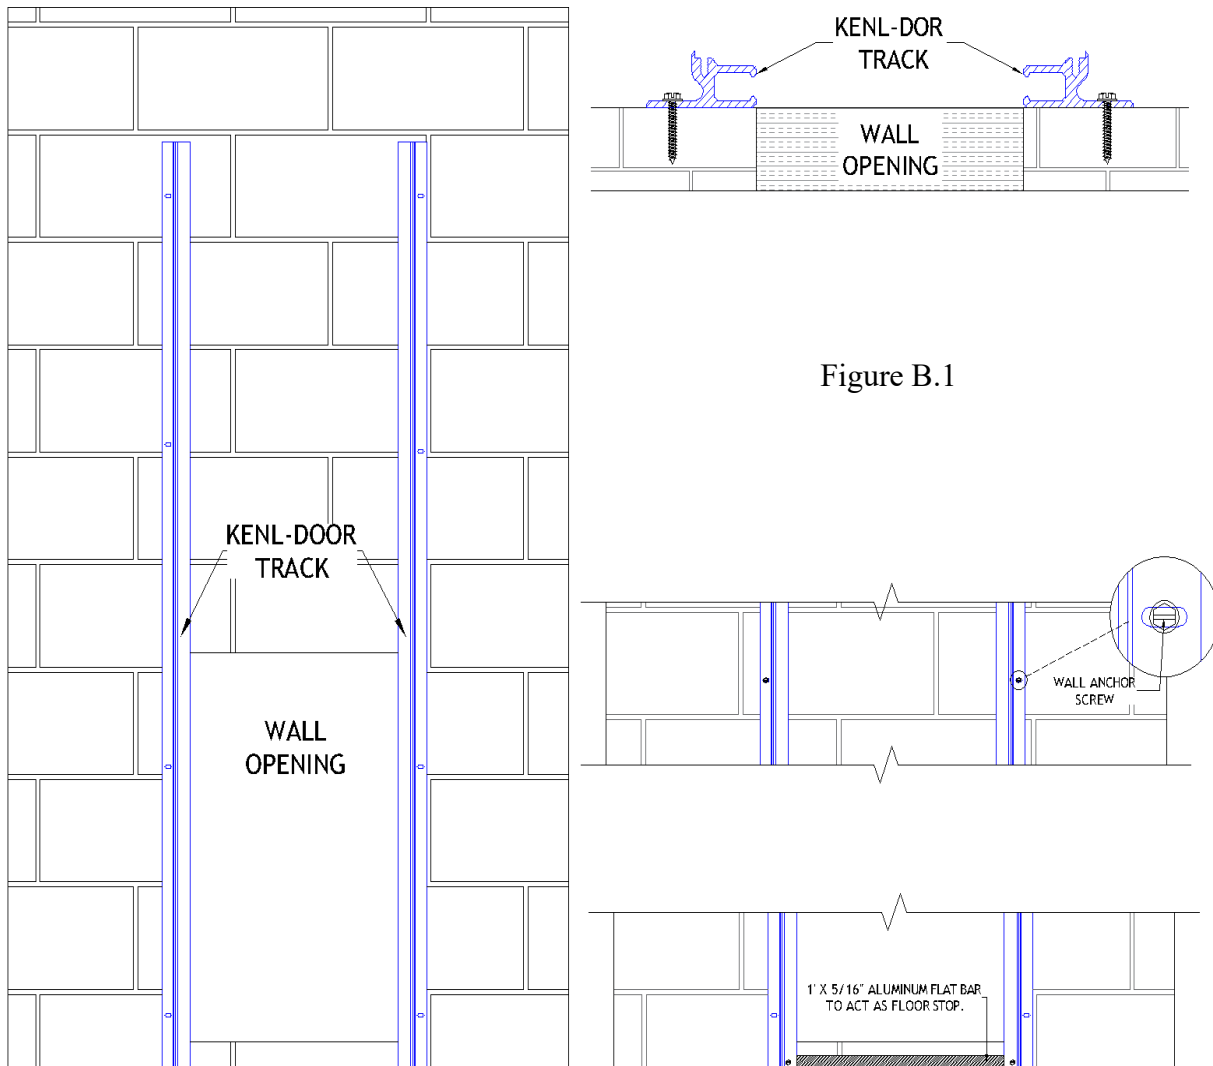 KENL-DOR
TRACK
WALL
OPENING
Figure B.1
KENL-DOOR
TRACK
WALL
OPENING
WALL ANCHOR
SCREW
1' X 5/16" ALUMINUM FLAT BAR
TO ACT AS FLOOR STOP.